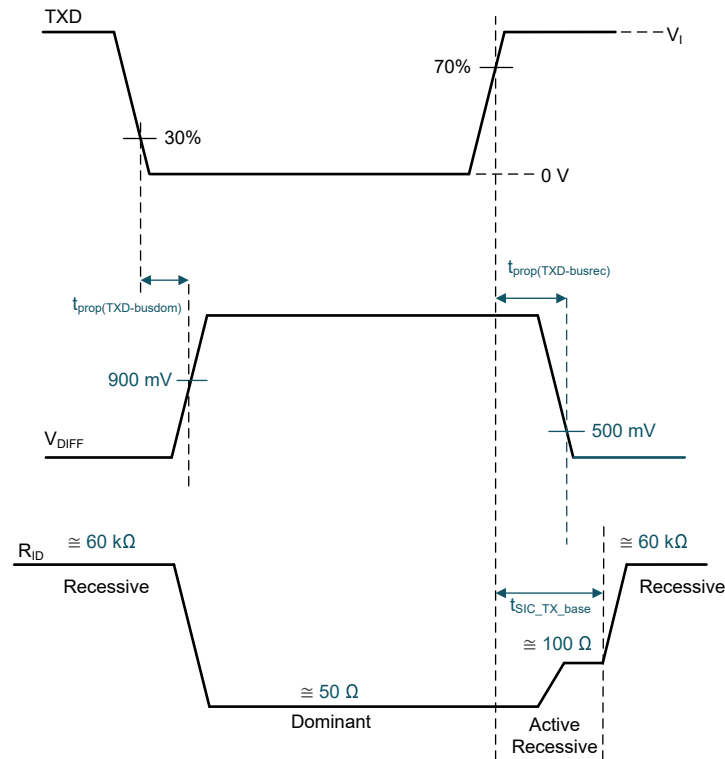 TXD
V_I
70%
30%
0 V
t_prop(TXD-busrec)
t_prop(TXD-busdom)
900 mV
500 mV
V_DIFF
R_ID
≅ 60 kΩ
≅ 60 kΩ
Recessive
Recessive
t_SIC_TX_base
≅ 100 Ω
≅ 50 Ω
Dominant
Active
Recessive